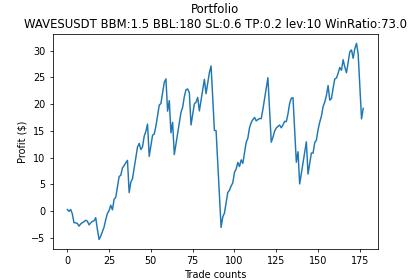 Portfolio
WAVESUSDT BBM:1.5 BBL:180 SL:0.6 TP:0.2 lev:10 WinRatio:73.0
Profit ($)
30
25
20
15
10
5
0
−5
0 25 50 75 100 125 150 175
Trade counts